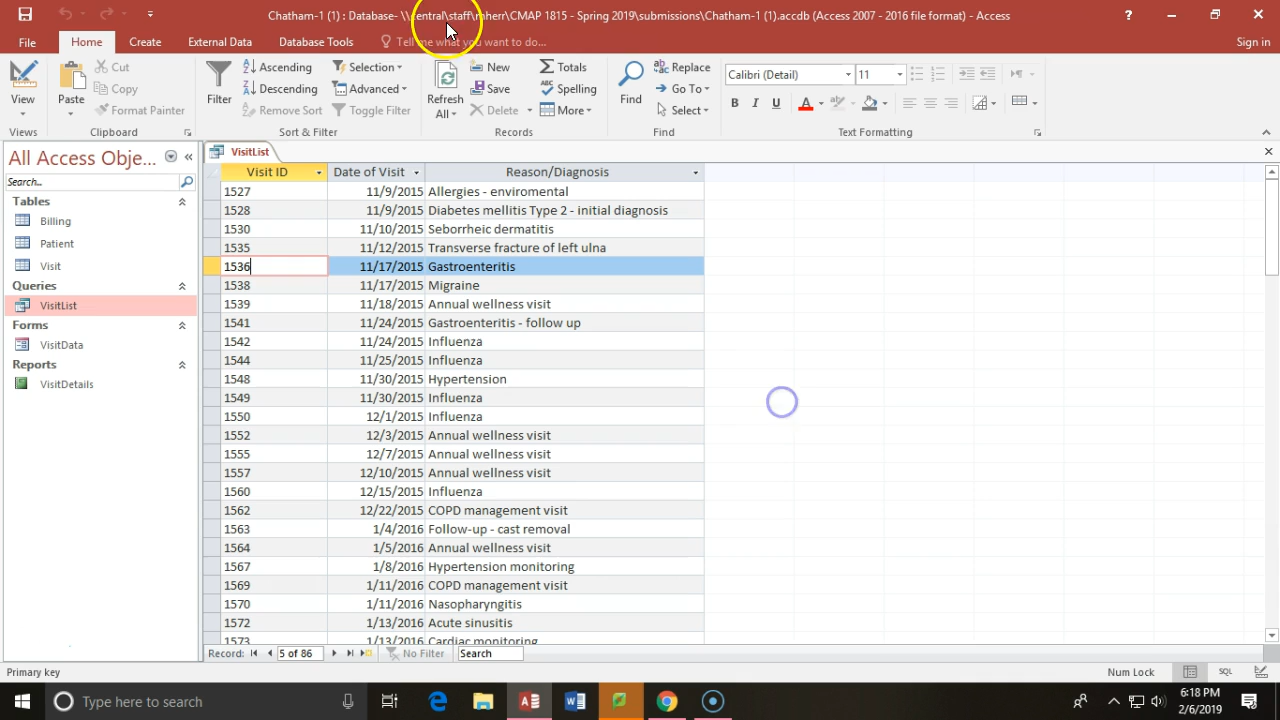 Chatham-1 (1) : Database- \\central\staff\mherr\CMAP 1815 - Spring 2019\submissions\Chatham-1 (1).accdb (Access 2007 - 2016 file format) - Access
File Home Create External Data Database Tools Tell me what you want to do... Sign in
View
Paste
Cut
Copy
Format Painter
Filter
Ascending
Descending
Remove Sort
Selection
Advanced
Toggle Filter
Refresh All
New
Save
Delete
Totals
Spelling
More
Find
Replace
Go To
Select
Calibri (Detail) 11
B I U A
Views Clipboard Sort & Filter Records Find Text Formatting
All Access Obje...
Search...
Tables
Billing
Patient
Visit
Queries
VisitList
Forms
VisitData
Reports
VisitDetails
VisitList
Visit ID Date of Visit Reason/Diagnosis
1527 11/9/2015 Allergies - enviromental
1528 11/9/2015 Diabetes mellitis Type 2 - initial diagnosis
1530 11/10/2015 Seborrheic dermatitis
1535 11/12/2015 Transverse fracture of left ulna
1536 11/17/2015 Gastroenteritis
1538 11/17/2015 Migraine
1539 11/18/2015 Annual wellness visit
1541 11/24/2015 Gastroenteritis - follow up
1542 11/24/2015 Influenza
1544 11/25/2015 Influenza
1548 11/30/2015 Hypertension
1549 11/30/2015 Influenza
1550 12/1/2015 Influenza
1552 12/3/2015 Annual wellness visit
1555 12/7/2015 Annual wellness visit
1557 12/10/2015 Annual wellness visit
1560 12/15/2015 Influenza
1562 12/22/2015 COPD management visit
1563 1/4/2016 Follow-up - cast removal
1564 1/5/2016 Annual wellness visit
1567 1/8/2016 Hypertension monitoring
1569 1/11/2016 COPD management visit
1570 1/11/2016 Nasopharyngitis
1572 1/13/2016 Acute sinusitis
1573 1/13/2016 Cardiac monitoring
Record: 5 of 86 No Filter Search
Primary key Num Lock SQL
Type here to search
6:18 PM
2/6/2019